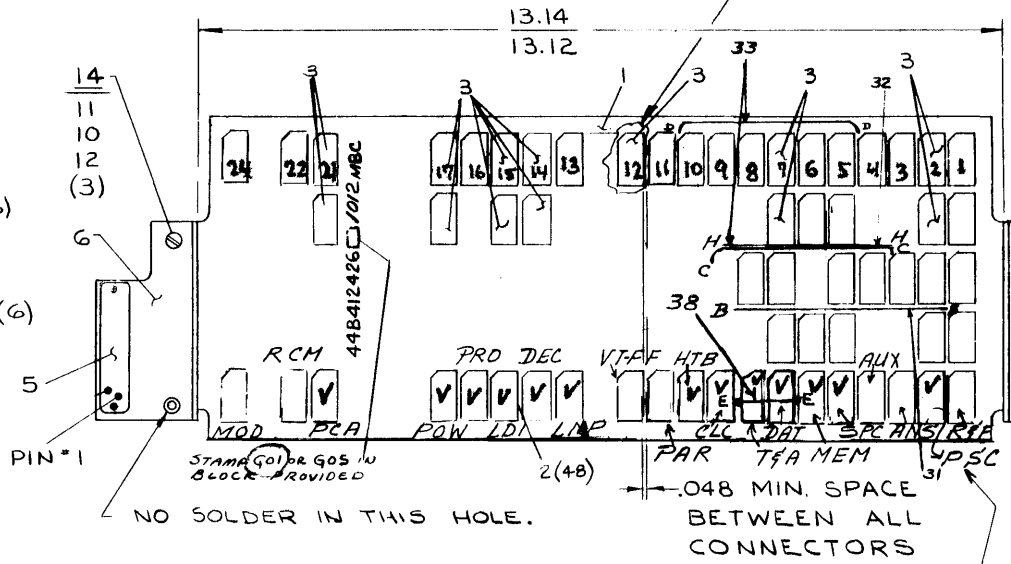 13.14
13.12
14
11
10
12
(3)
6
(6)
5
PIN #1
3
3
1
3
33
3
32
3
24
22
21
17
16
15
14
13
12
D
11
10
9
8
7
6
5
D
4
3
2
1
44B412426□/1012 MBC
H
C
H
C
B
38
RCM
PRO DEC
VT-FF
HTB
AUX
E
E
MOD
PCA
POW
LDI
LMP
CLC
DAT
SPC
ANS
R&E
PAR
T&A
MEM
31
PSC
STAMP G01 OR G05 IN
BLOCK PROVIDED
2(48)
NO SOLDER IN THIS HOLE.
.048 MIN. SPACE
BETWEEN ALL
CONNECTORS